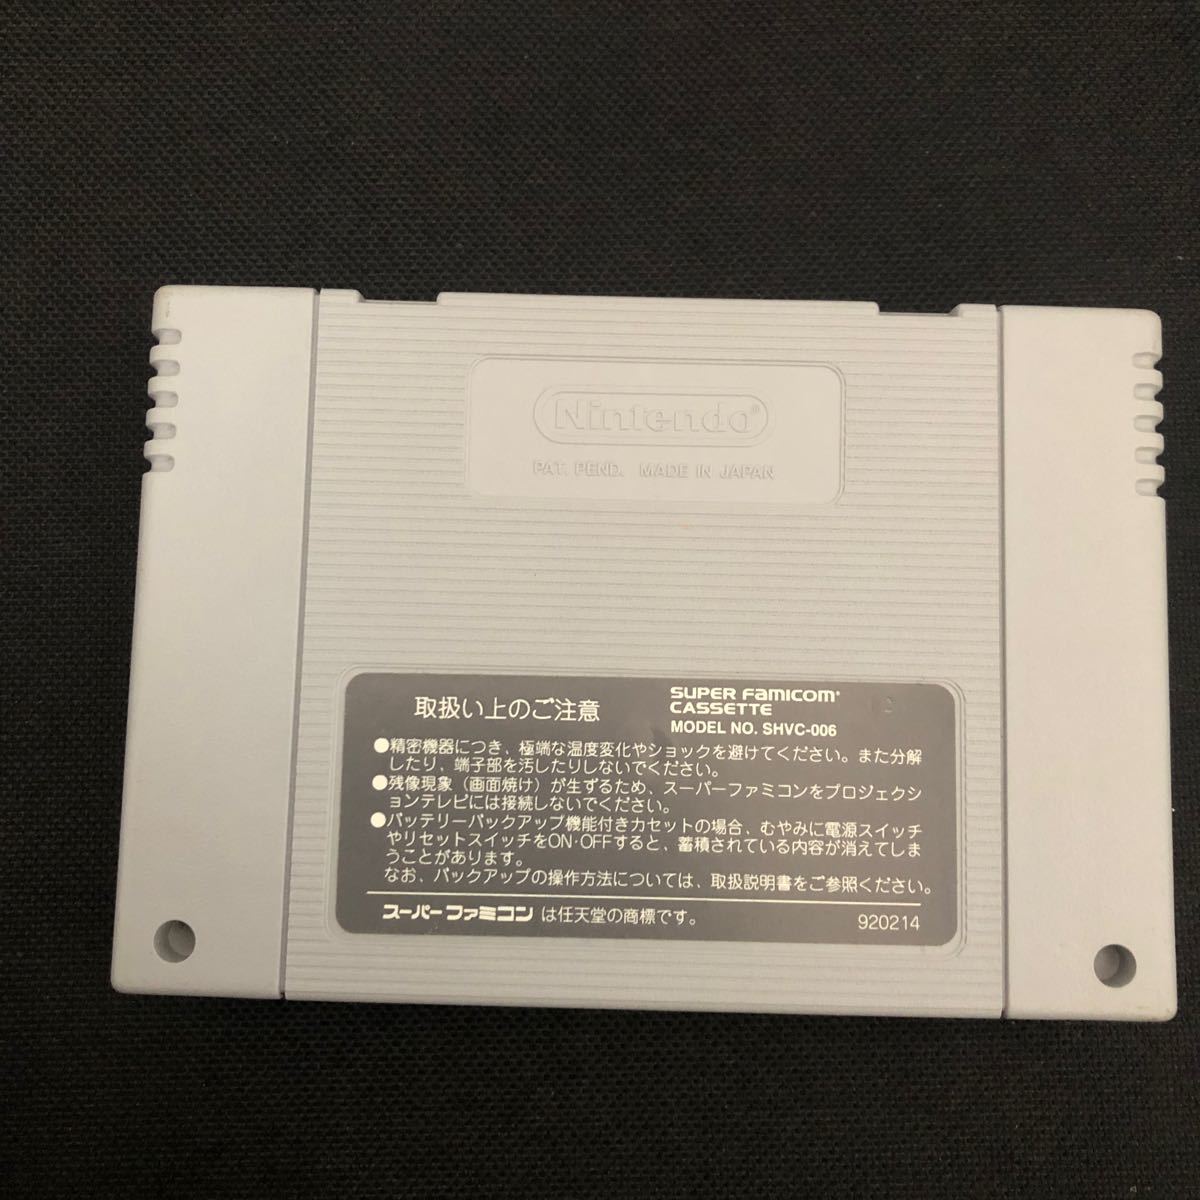 Nintendo®
PAT. PEND. MADE IN JAPAN
取扱い上のご注意
SUPER FAMICOM
CASSETTE
MODEL NO. SHVC-006
●精密機器につき、極端な温度変化やショックを避けてください。また分解
したり、端子部を汚したりしないでください。
●残像現象（画面焼け）が生ずるため、スーパーファミコンをプロジェクシ
ョンテレビには接続しないでください。
●バッテリーバックアップ機能付きカセットの場合、むやみに電源スイッチ
やリセットスイッチをON・OFFすると、蓄積されている内容が消えてしま
うことがあります。
なお、バックアップの操作方法については、取扱説明書をご参照ください。
スーパーファミコン は任天堂の商標です。
920214